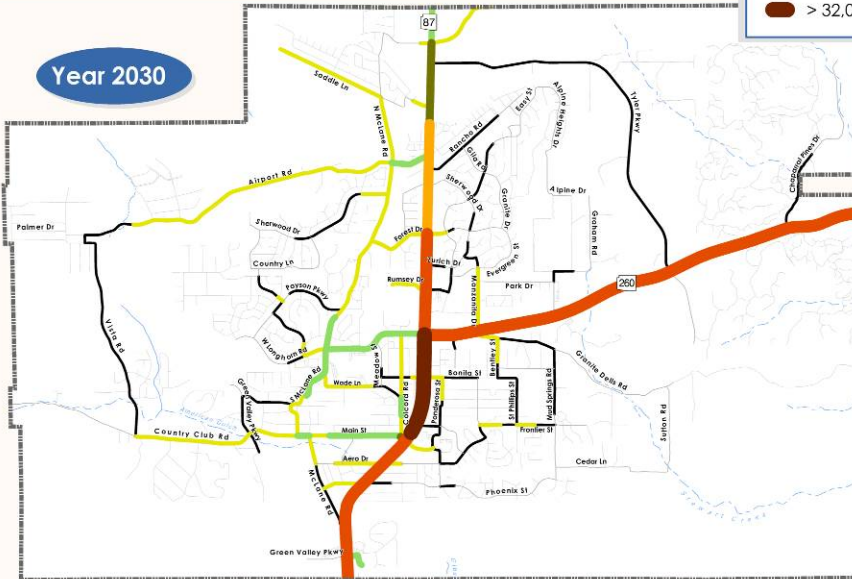 87
> 32,0
Year 2030
Saddle Ln
N McLane Rd
Easy St
Alpine Heights Dr
Tyler Pkwy
Rancho Rd
Gila Rd
Chaparral Pines Dr
Airport Rd
Sherwood Dr
Granite Dr
Alpine Dr
Palmer Dr
Sherwood Dr
Forest Dr
Graham Rd
Country Ln
Zurich Dr
Evergreen St
Rumsey Dr
Manzanita Dr
Park Dr
260
Payson Pkwy
Vista Rd
W Longhorn Rd
Meadow St
Bentley St
Granite Dells Rd
S McLane Rd
Wade Ln
Bonita St
Green Valley Pkwy
Colcord Rd
Ponderosa St
St Phillips St
Mud Springs Rd
Sutton Rd
American Gulch
Country Club Rd
Main St
Frontier St
Aero Dr
Cedar Ln
McLane Rd
Phoenix St
Stewart Creek
Green Valley Pkwy